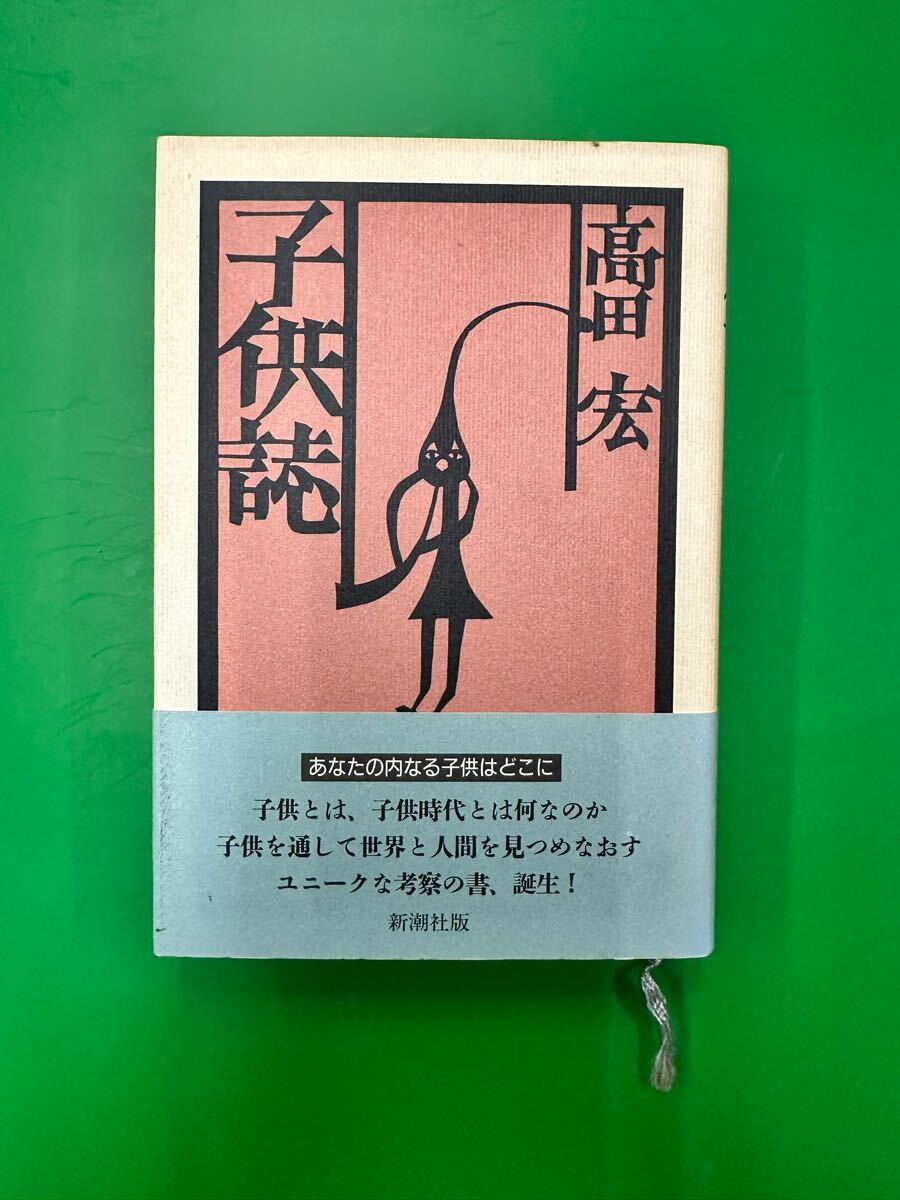 子供誌
高田 宏
あなたの内なる子供はどこに
子供とは、子供時代とは何なのか
子供を通して世界と人間を見つめなおす
ユニークな考察の書、誕生！
新潮社版